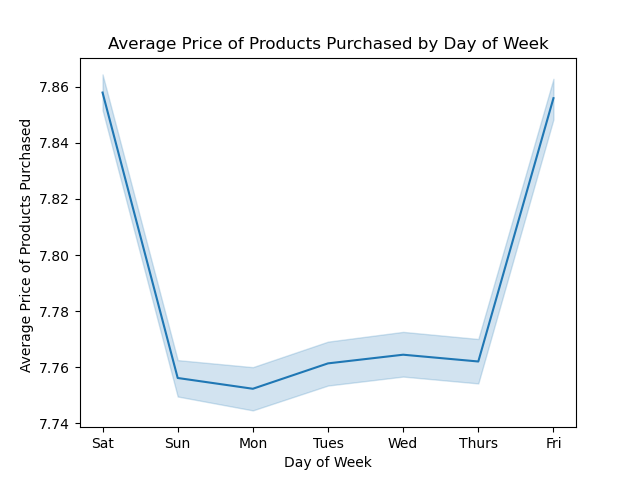 Average Price of Products Purchased by Day of Week
Average Price of Products Purchased
7.86
7.84
7.82
7.80
7.78
7.76
7.74
Sat Sun Mon Tues Wed Thurs Fri
Day of Week